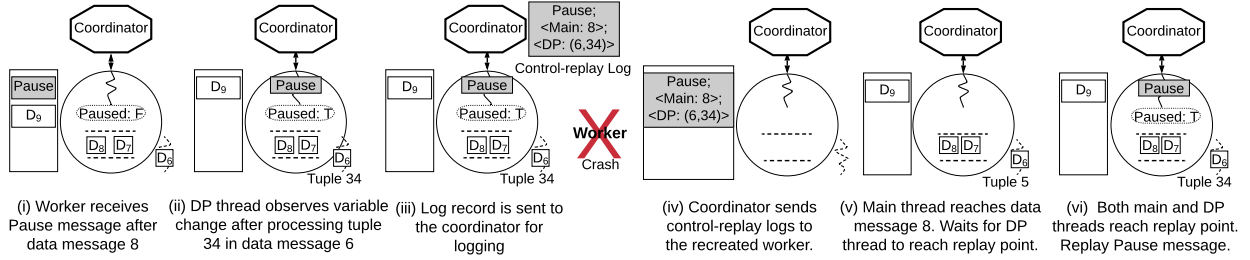 Coordinator
Pause
D9
Paused: F
D8
D7
D6
(i) Worker receives
Pause message after
data message 8
Coordinator
D9
Pause
Paused: T
D8
D7
D6
Tuple 34
(ii) DP thread observes variable
change after processing tuple
34 in data message 6
Coordinator
Pause;
<Main: 8>;
<DP: (6,34)>
Control-replay Log
D9
Pause
Paused: T
D8
D7
D6
Tuple 34
(iii) Log record is sent to
the coordinator for
logging
Worker
Crash
Coordinator
Pause;
<Main: 8>;
<DP: (6,34)>
(iv) Coordinator sends
control-replay logs to
the recreated worker.
Coordinator
D9
D8
D7
D6
Tuple 5
(v) Main thread reaches data
message 8. Waits for DP
thread to reach replay point.
Coordinator
D9
Pause
Paused: T
D8
D7
D6
Tuple 34
(vi) Both main and DP
threads reach replay point.
Replay Pause message.